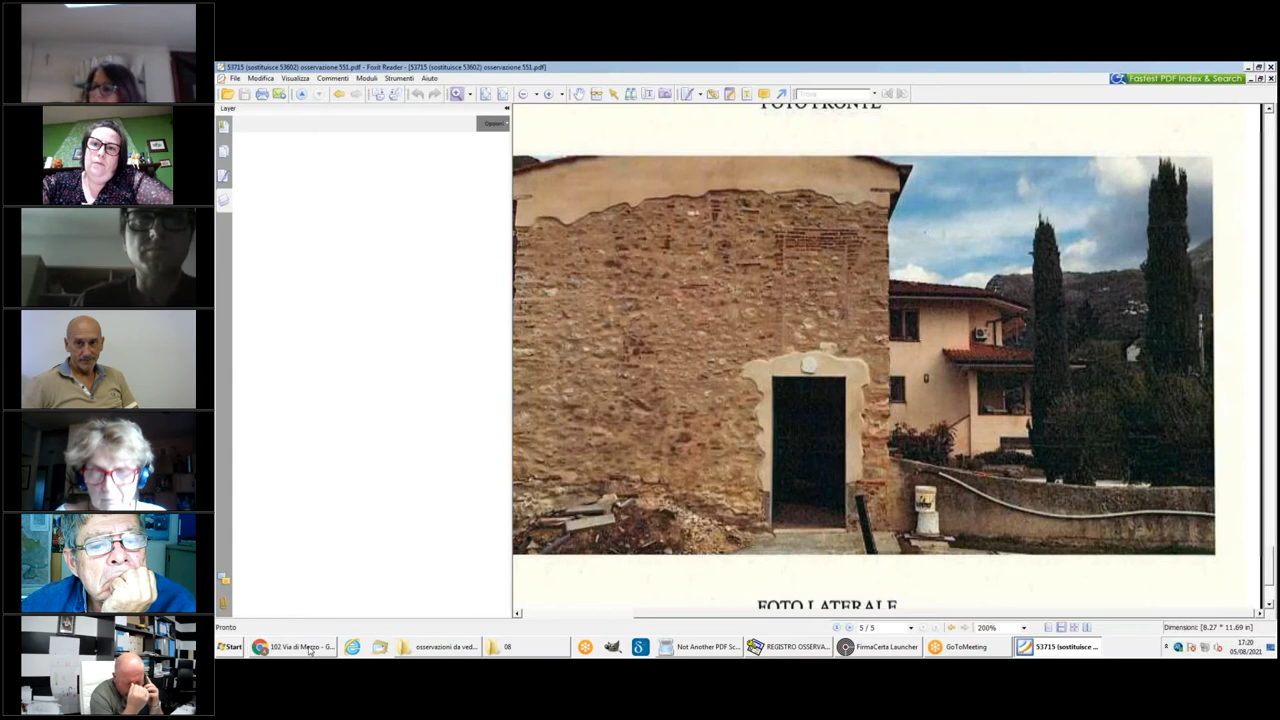 53715 (sostituisce 53602) osservazione 551.pdf - Foxit Reader - [53715 (sostituisce 53602) osservazione 551.pdf]
File Modifica Visualizza Commenti Moduli Strumenti Aiuto
Fastest PDF Index & Search
Trova
Layer
Opzioni
FOTO FRONTE
FOTO LATERALE
Pronto
5 / 5
200%
Dimensioni: [8.27 * 11.69 in]
Start
102 Via di Mezzo - G...
osservazioni da ved...
08
Not Another PDF Sc...
REGISTRO OSSERVA...
FirmaCerta Launcher
GoToMeeting
53715 (sostituisce ...
17:20
05/08/2021